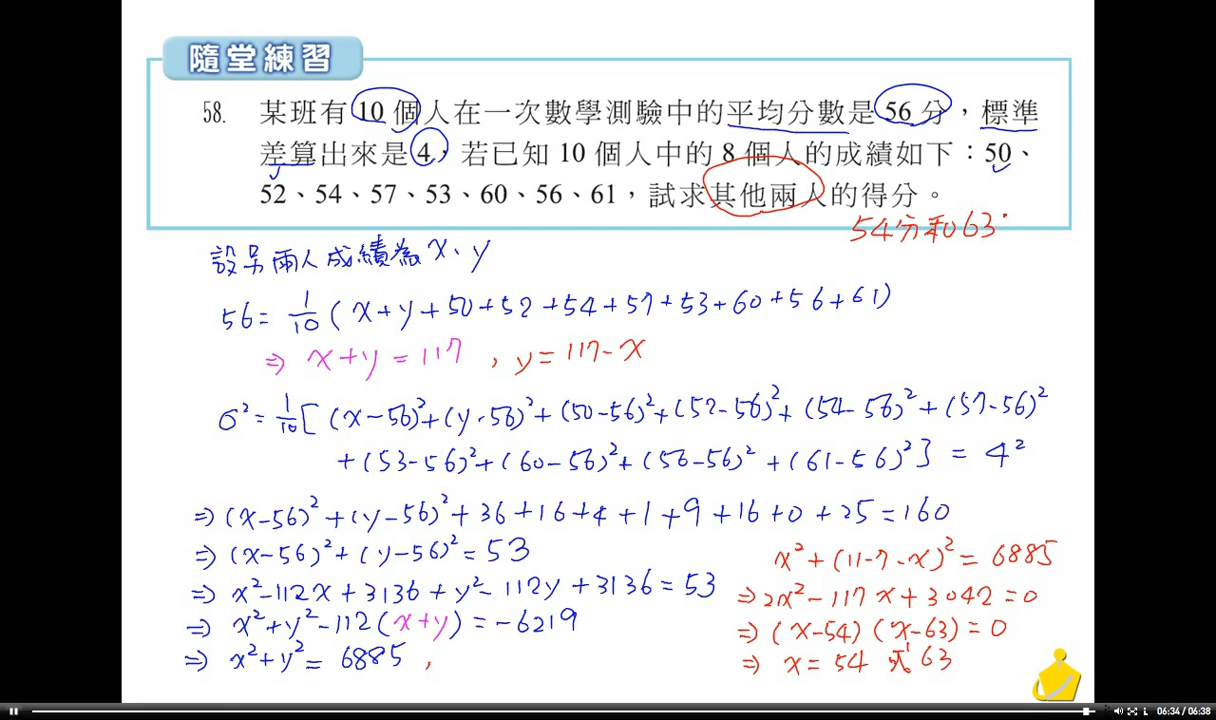 隨堂練習
58. 某班有 10 個人在一次數學測驗中的平均分數是 56 分，標準
差算出來是 4，若已知 10 個人中的 8 個人的成績如下：50、
52、54、57、53、60、56、61，試求其他兩人的得分。
54分和63
設另兩人成績為 x、y
56 = 1/10 (x+y+50+52+54+57+53+60+56+61)
⇒ x+y = 117 , y = 117-x
σ² = 1/10 [ (x-56)²+(y-56)²+(50-56)²+(52-56)²+(54-56)²+(57-56)²
+(53-56)²+(60-56)²+(56-56)²+(61-56)² ] = 4²
⇒ (x-56)²+(y-56)²+36+16+4+1+9+16+0+25=160
⇒ (x-56)²+(y-56)²=53
⇒ x²-112x+3136+y²-112y+3136=53
⇒ x²+y²-112(x+y)=-6219
⇒ x²+y²=6885 ,
x²+(117-x)²=6885
⇒ 2x²-117x+3042=0
⇒ (x-54)(x-63)=0
⇒ x=54 或 63
06:34 / 06:38